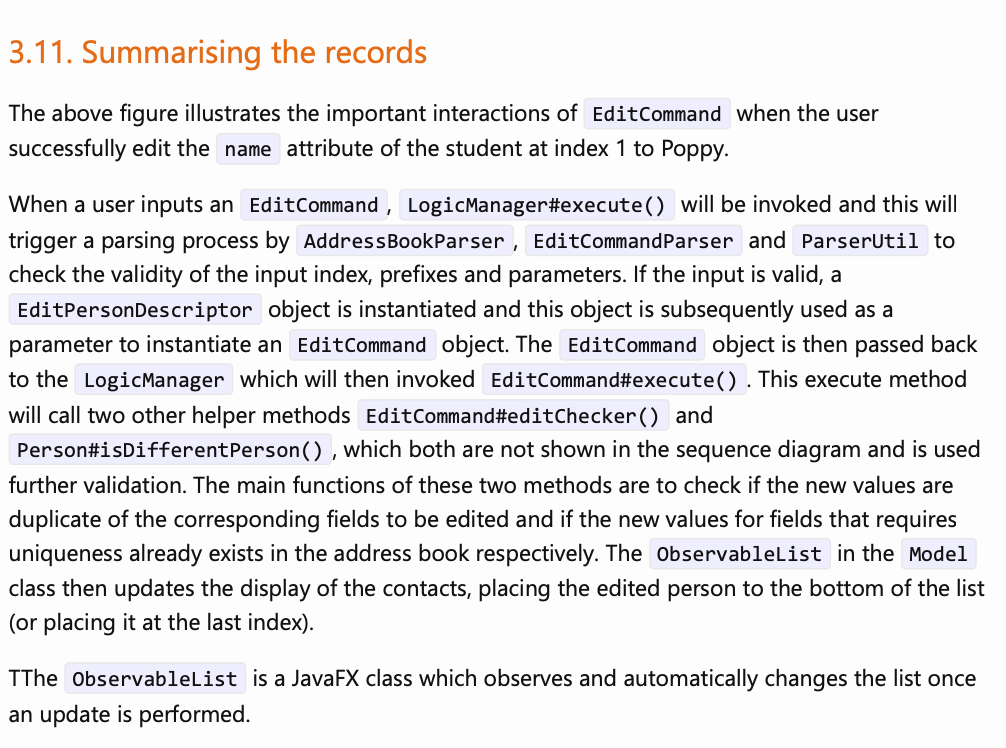 3.11. Summarising the records
The above figure illustrates the important interactions of EditCommand when the user
successfully edit the name attribute of the student at index 1 to Poppy.
When a user inputs an EditCommand, LogicManager#execute() will be invoked and this will
trigger a parsing process by AddressBookParser, EditCommandParser and ParserUtil to
check the validity of the input index, prefixes and parameters. If the input is valid, a
EditPersonDescriptor object is instantiated and this object is subsequently used as a
parameter to instantiate an EditCommand object. The EditCommand object is then passed back
to the LogicManager which will then invoked EditCommand#execute(). This execute method
will call two other helper methods EditCommand#editChecker() and
Person#isDifferentPerson(), which both are not shown in the sequence diagram and is used
further validation. The main functions of these two methods are to check if the new values are
duplicate of the corresponding fields to be edited and if the new values for fields that requires
uniqueness already exists in the address book respectively. The ObservableList in the Model
class then updates the display of the contacts, placing the edited person to the bottom of the list
(or placing it at the last index).
TThe ObservableList is a JavaFX class which observes and automatically changes the list once
an update is performed.